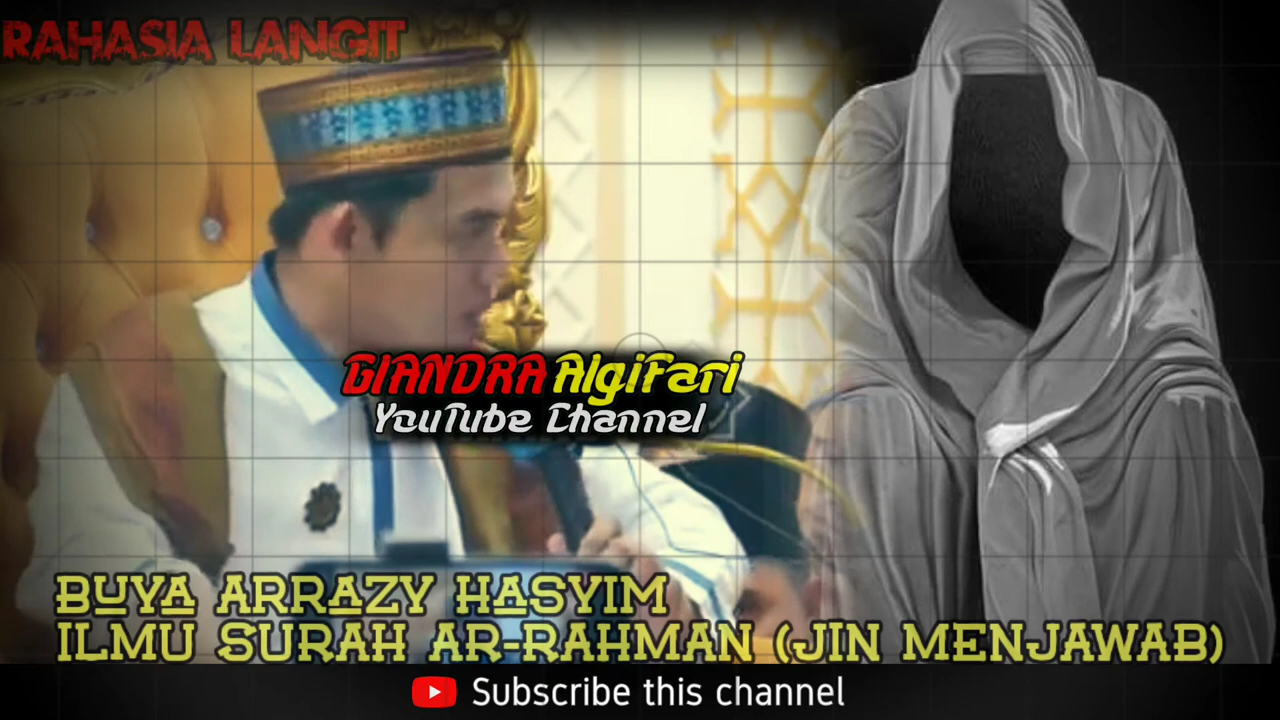 RAHASIA LANGIT
GIANDRA AlgiFari
YouTube Channel
BUYA ARRAZY HASYIM
ILMU SURAH AR-RAHMAN (JIN MENJAWAB)
Subscribe this channel